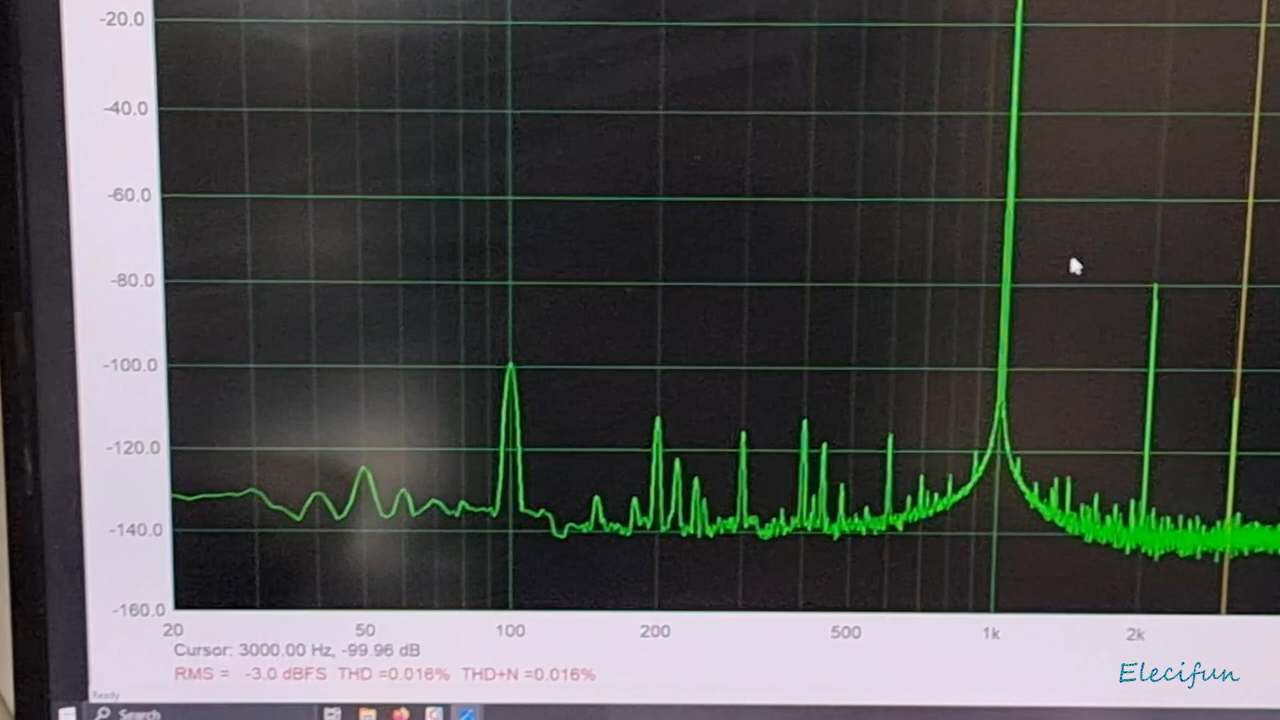 -20.0
-40.0
-60.0
-80.0
-100.0
-120.0
-140.0
-160.0
20 50 100 200 500 1k 2k
Cursor: 3000.00 Hz, -99.96 dB
RMS = -3.0 dBFS THD =0.016% THD+N =0.016%
Elecifun
Ready
Search